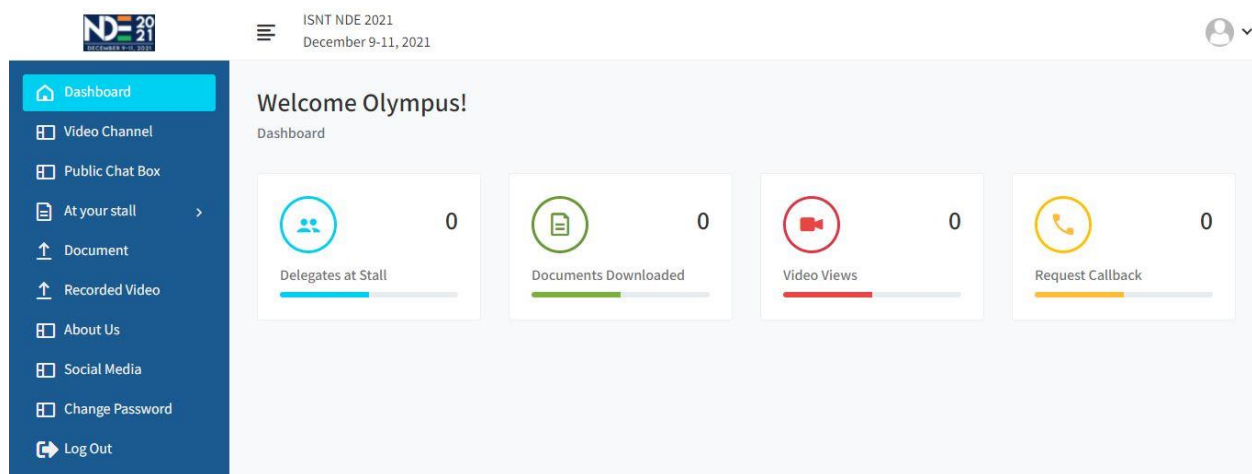 NDE 20
21
DECEMBER 9-11, 2021
ISNT NDE 2021
December 9-11, 2021
Dashboard
Video Channel
Public Chat Box
At your stall
Document
Recorded Video
About Us
Social Media
Change Password
Log Out
Welcome Olympus!
Dashboard
0
Delegates at Stall
0
Documents Downloaded
0
Video Views
0
Request Callback